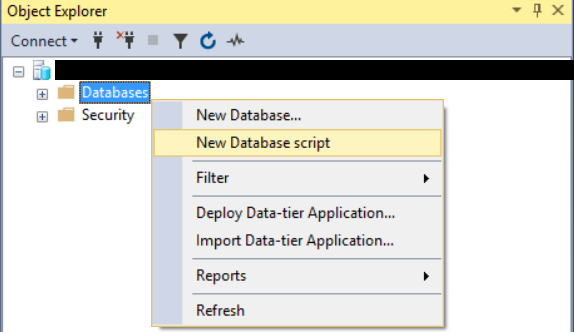 Object Explorer
Connect
Databases
Security
New Database...
New Database script
Filter
Deploy Data-tier Application...
Import Data-tier Application...
Reports
Refresh